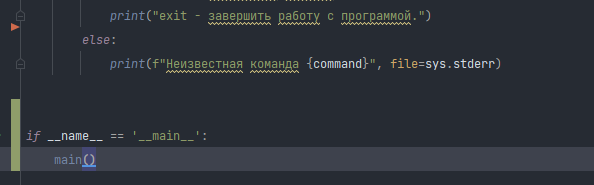 print("exit - завершить работу с программой.")
else:
print(f"Неизвестная команда {command}", file=sys.stderr)
if __name__ == '__main__':
main()